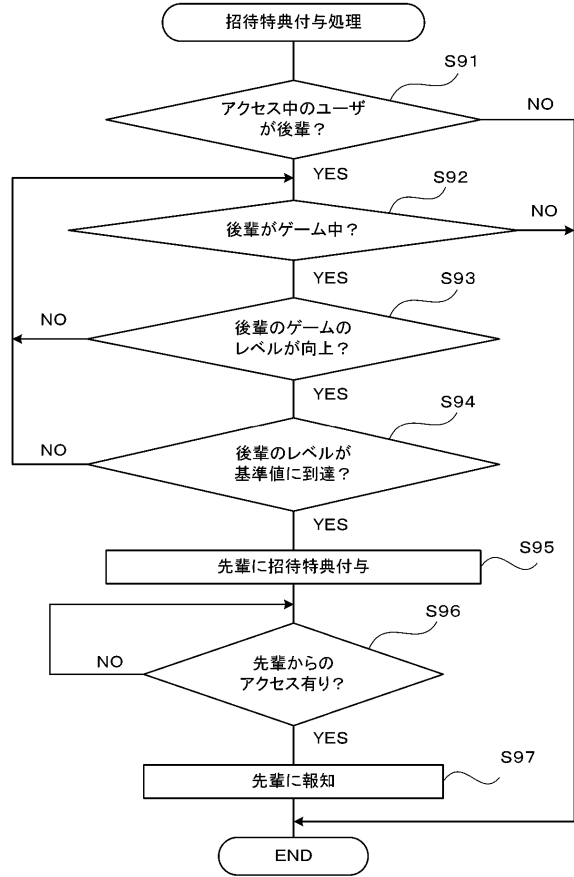 招待特典付与処理
S91
アクセス中のユーザ
が後輩?
NO
YES
S92
後輩がゲーム中?
NO
YES
S93
NO
後輩のゲームの
レベルが向上?
YES
S94
NO
後輩のレベルが
基準値に到達?
YES
S95
先輩に招待特典付与
S96
NO
先輩からの
アクセス有り?
YES
S97
先輩に報知
END